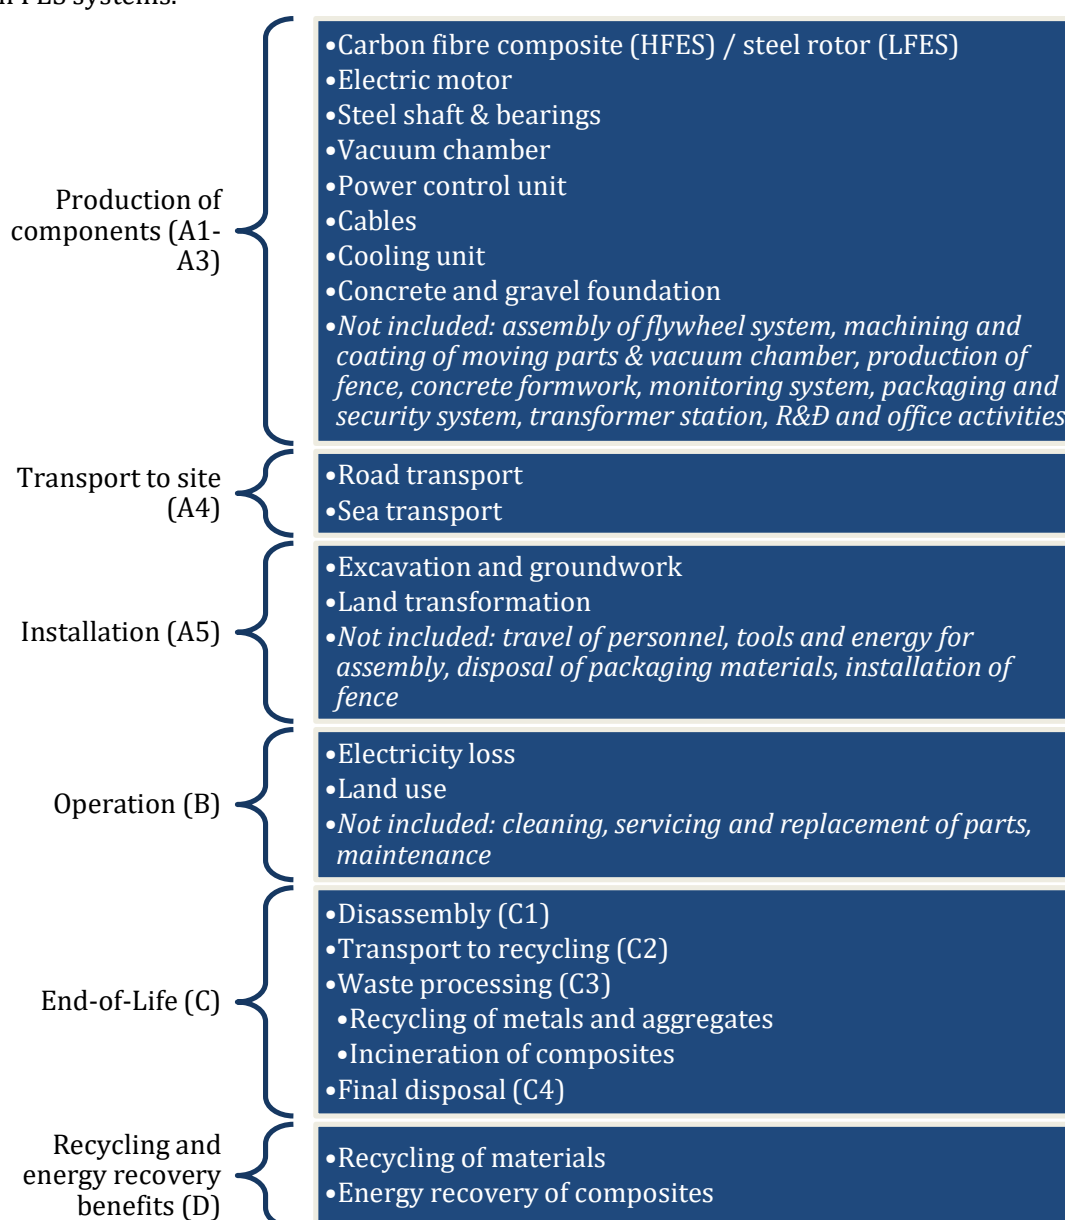 Production of
components (A1-
A3)
•Carbon fibre composite (HFES) / steel rotor (LFES)
•Electric motor
•Steel shaft & bearings
•Vacuum chamber
•Power control unit
•Cables
•Cooling unit
•Concrete and gravel foundation
•Not included: assembly of flywheel system, machining and
coating of moving parts & vacuum chamber, production of
fence, concrete formwork, monitoring system, packaging and
security system, transformer station, R&Đ and office activities
Transport to site
(A4)
•Road transport
•Sea transport
Installation (A5)
•Excavation and groundwork
•Land transformation
•Not included: travel of personnel, tools and energy for
assembly, disposal of packaging materials, installation of
fence
Operation (B)
•Electricity loss
•Land use
•Not included: cleaning, servicing and replacement of parts,
maintenance
End-of-Life (C)
•Disassembly (C1)
•Transport to recycling (C2)
•Waste processing (C3)
•Recycling of metals and aggregates
•Incineration of composites
•Final disposal (C4)
Recycling and
energy recovery
benefits (D)
•Recycling of materials
•Energy recovery of composites